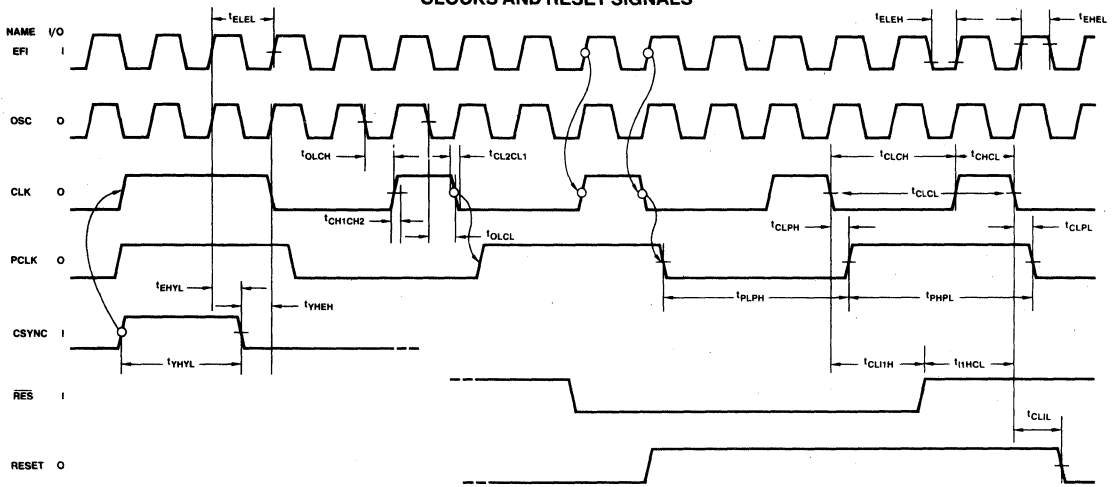 CLOCKS AND RESET SIGNALS
NAME I/O
tELEL
tELEH
tEHEL
EFI I
OSC O
tOLCH
tCL2CL1
tCLCH
tCHCL
CLK O
tCLCL
tCH1CH2
tOLCL
tCLPH
tCLPL
PCLK O
tEHYL
tYHEH
tPLPH
tPHPL
CSYNC I
tYHYL
tCLI1H
tI1HCL
RES I
tCLIL
RESET O